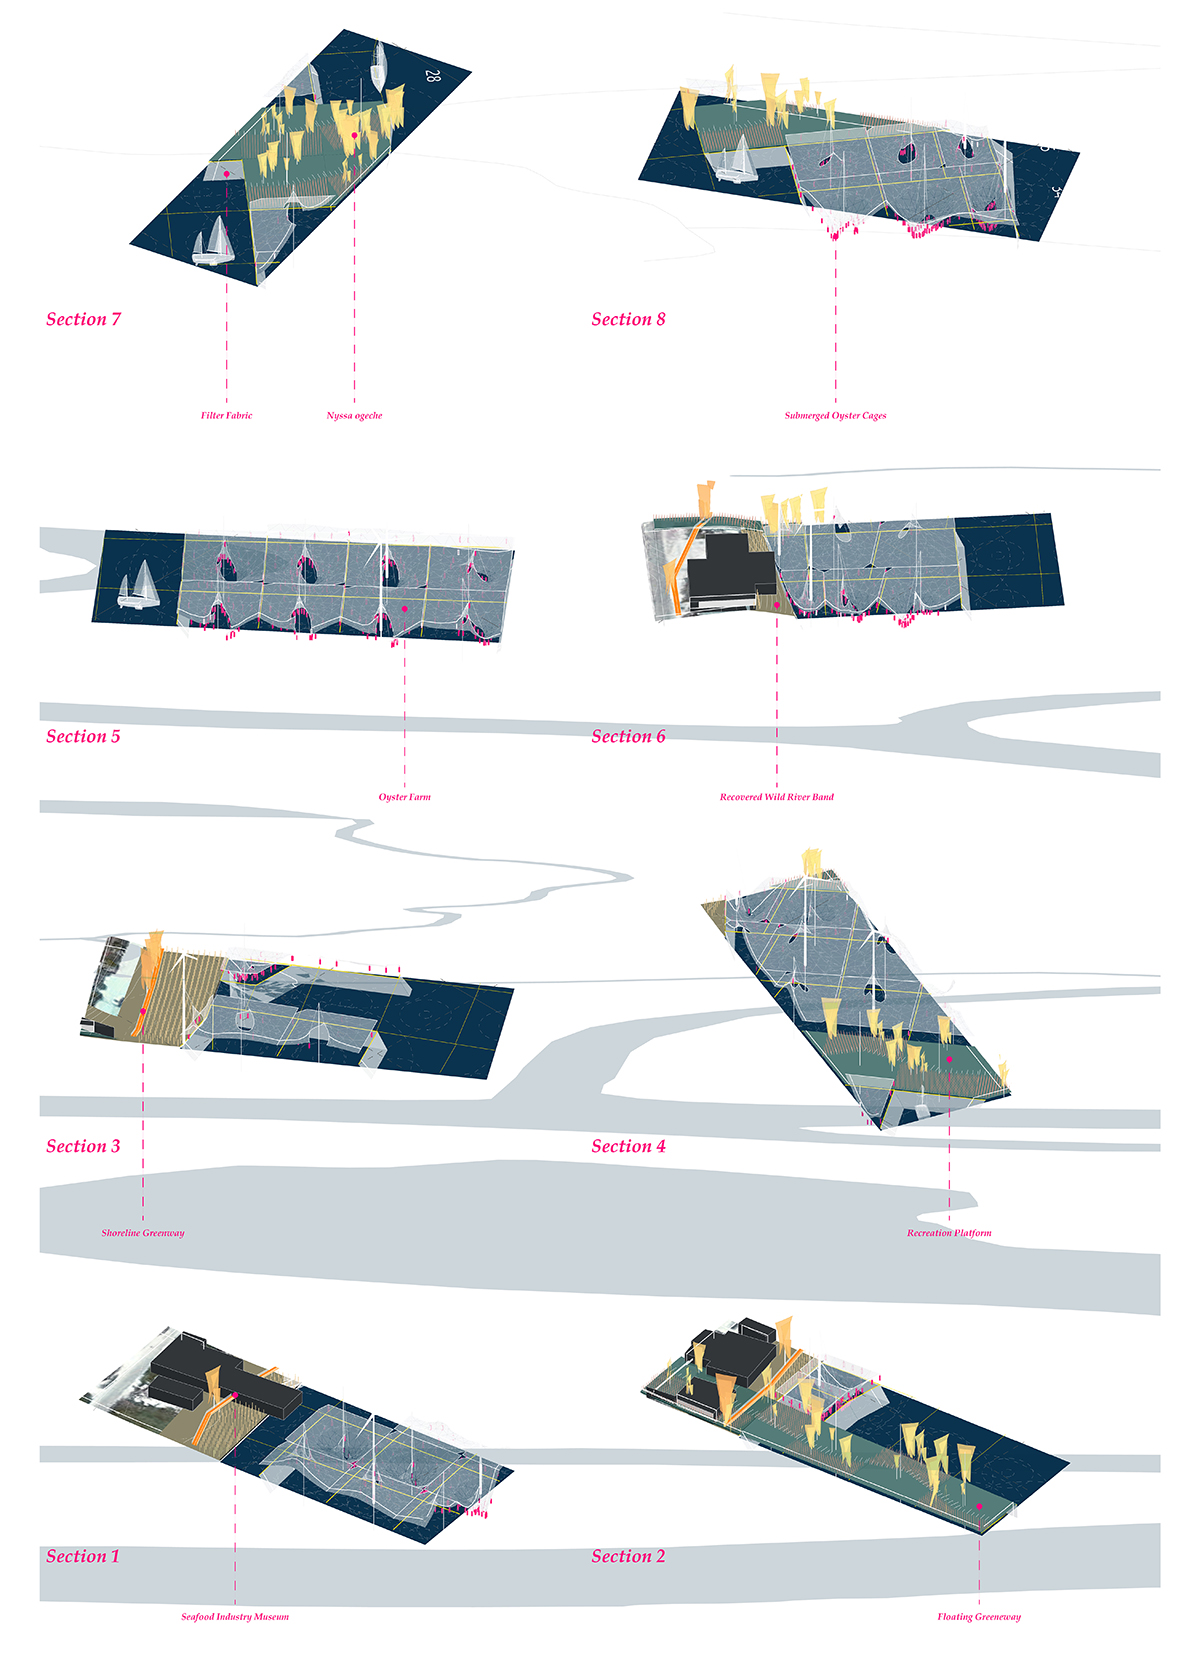 28
34
Section 7
Section 8
Filter Fabric
Nyssa ogeche
Submerged Oyster Cages
Section 5
Section 6
Oyster Farm
Recovered Wild River Band
Section 3
Section 4
Shoreline Greenway
Recreation Platform
Section 1
Section 2
Seafood Industry Museum
Floating Greeneway